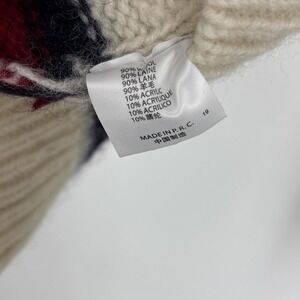 90% WOOL
90% LAINE
90% LANA
90% 羊毛
10% ACRYLIC
10% ACRYLIQUE
10% ACRILICO
10% 腈纶
19
MADE IN P. R. C.
中国制造